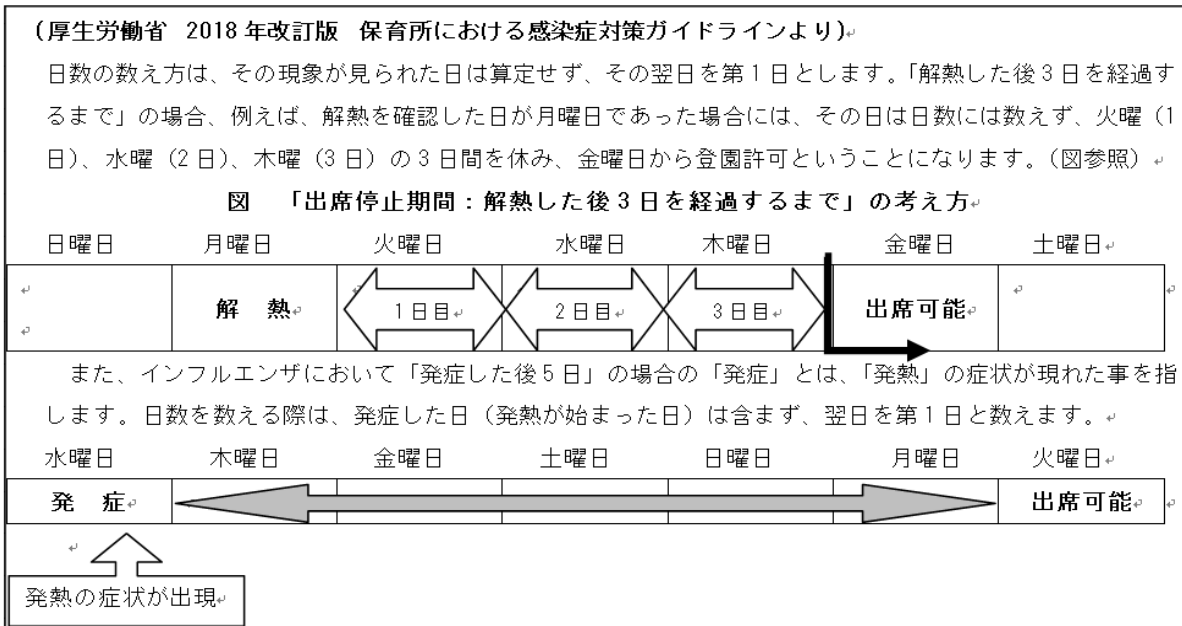 （厚生労働省　2018年改訂版　保育所における感染症対策ガイドラインより）
日数の数え方は、その現象が見られた日は算定せず、その翌日を第１日とします。「解熱した後３日を経過す
るまで」の場合、例えば、解熱を確認した日が月曜日であった場合には、その日は日数には数えず、火曜（１
日）、水曜（２日）、木曜（３日）の３日間を休み、金曜日から登園許可ということになります。（図参照）
図　「出席停止期間：解熱した後３日を経過するまで」の考え方
日曜日　月曜日　火曜日　水曜日　木曜日　金曜日　土曜日
解　熱　１日目　２日目　３日目　出席可能
また、インフルエンザにおいて「発症した後５日」の場合の「発症」とは、「発熱」の症状が現れた事を指
します。日数を数える際は、発症した日（発熱が始まった日）は含まず、翌日を第１日と数えます。
水曜日　木曜日　金曜日　土曜日　日曜日　月曜日　火曜日
発　症　出席可能
発熱の症状が出現